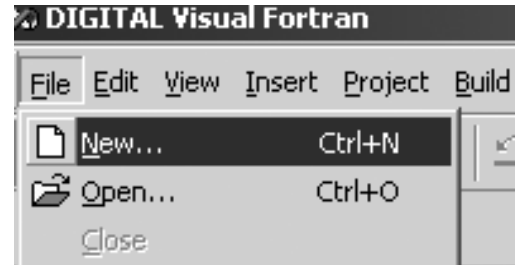 DIGITAL Visual Fortran
File Edit View Insert Project Build
New... Ctrl+N
Open... Ctrl+O
Close